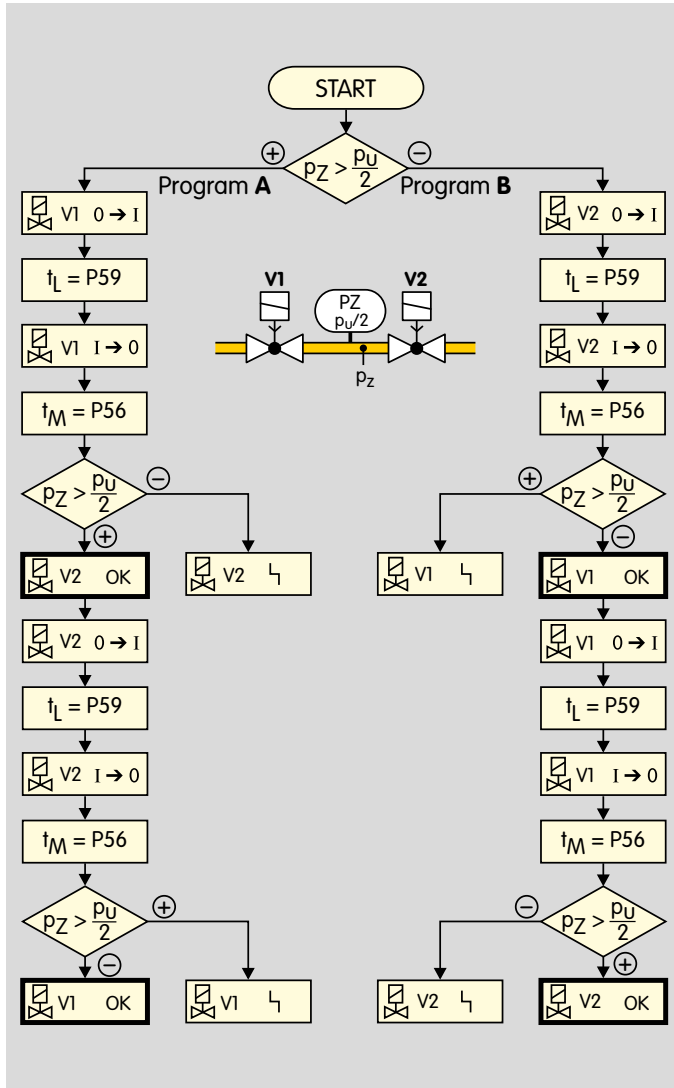 START
pZ > pu/2
+
−
Program A
Program B
V1 0 → I
tL = P59
V1 I → 0
tM = P56
pZ > pu/2
−
+
V2 OK
V2 ϟ
V2 0 → I
tL = P59
V2 I → 0
tM = P56
pZ > pu/2
+
−
V1 OK
V1 ϟ
V1
PZ
pu/2
V2
pZ
V2 0 → I
tL = P59
V2 I → 0
tM = P56
pZ > pu/2
+
−
V1 ϟ
V1 OK
V1 0 → I
tL = P59
V1 I → 0
tM = P56
pZ > pu/2
−
+
V2 ϟ
V2 OK